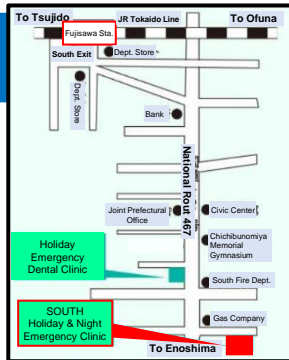 To Tsujido
JR Tokaido Line
To Ofuna
Fujisawa Sta.
South Exit
Dept. Store
Dept. Store
Bank
National Rout 467
Joint Prefectural
Office
Civic Center
Chichibunomiya
Memorial
Gymnasium
Holiday
Emergency
Dental Clinic
South Fire Dept.
SOUTH
Holiday & Night
Emergency Clinic
Gas Company
To Enoshima